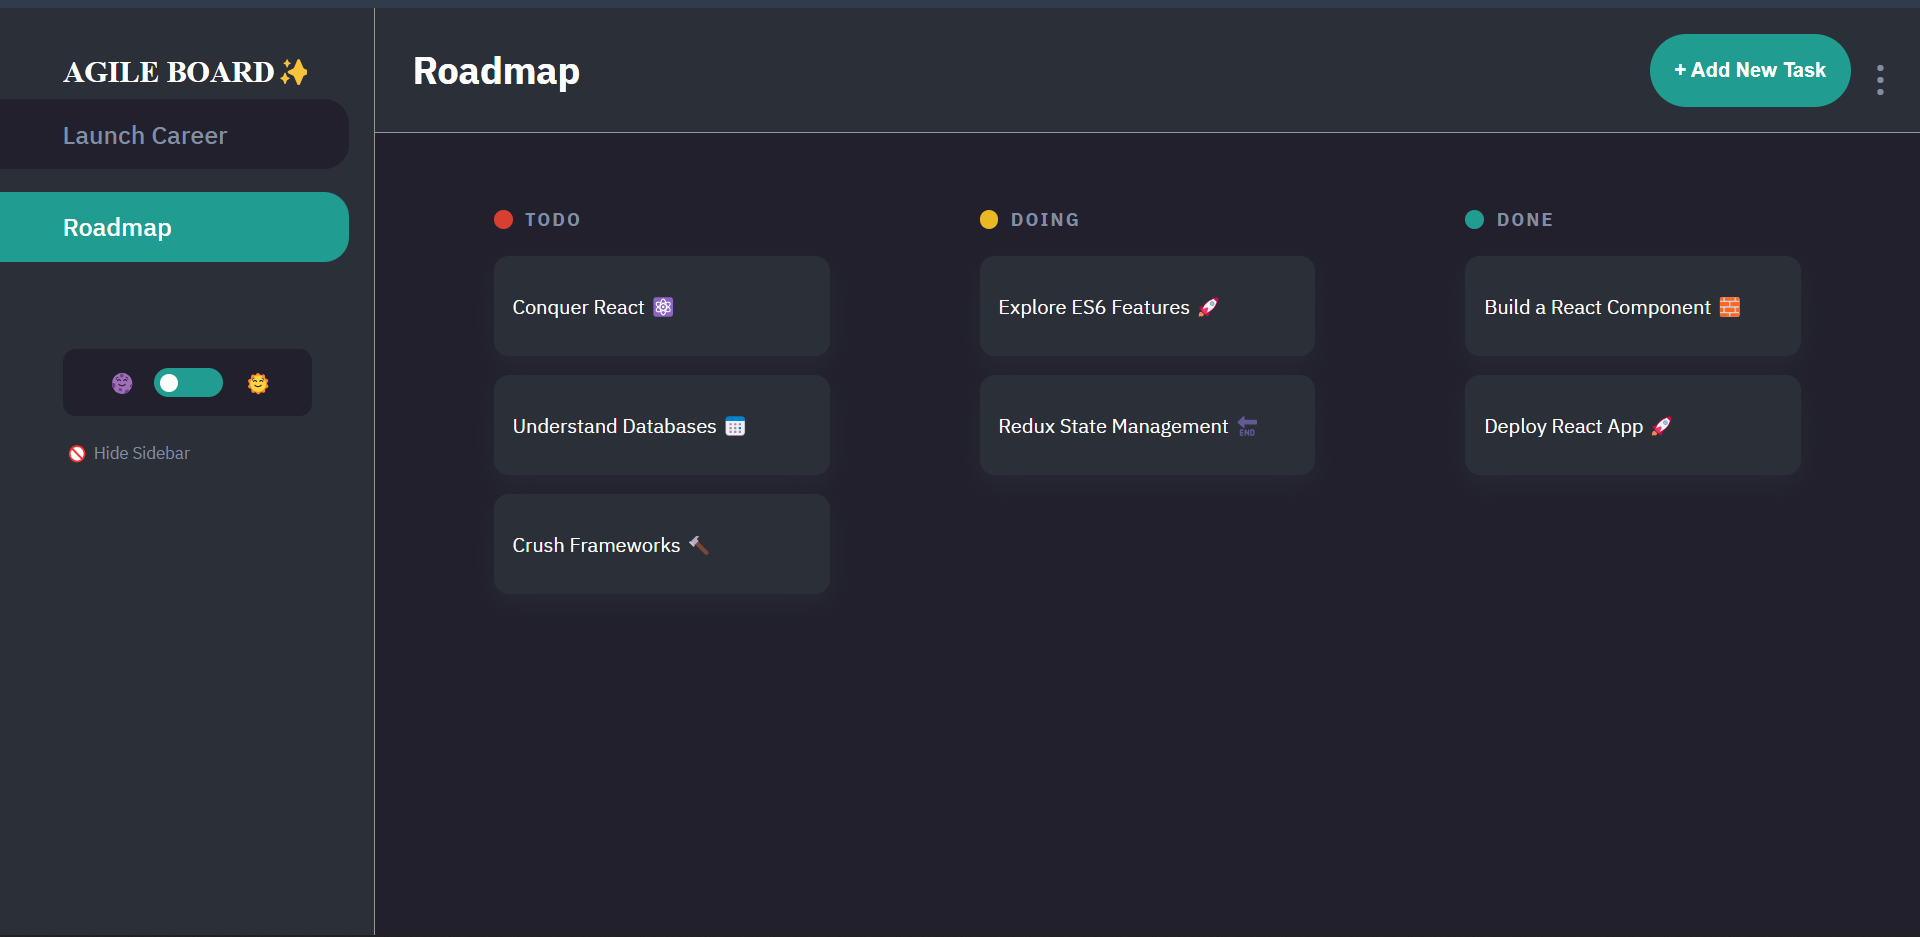 AGILE BOARD✨
Launch Career
Roadmap
Hide Sidebar
Roadmap
+ Add New Task
TODO
Conquer React ⚛️
Understand Databases 📅
Crush Frameworks 🔨
DOING
Explore ES6 Features 🚀
Redux State Management 🔚
DONE
Build a React Component 🧱
Deploy React App 🚀